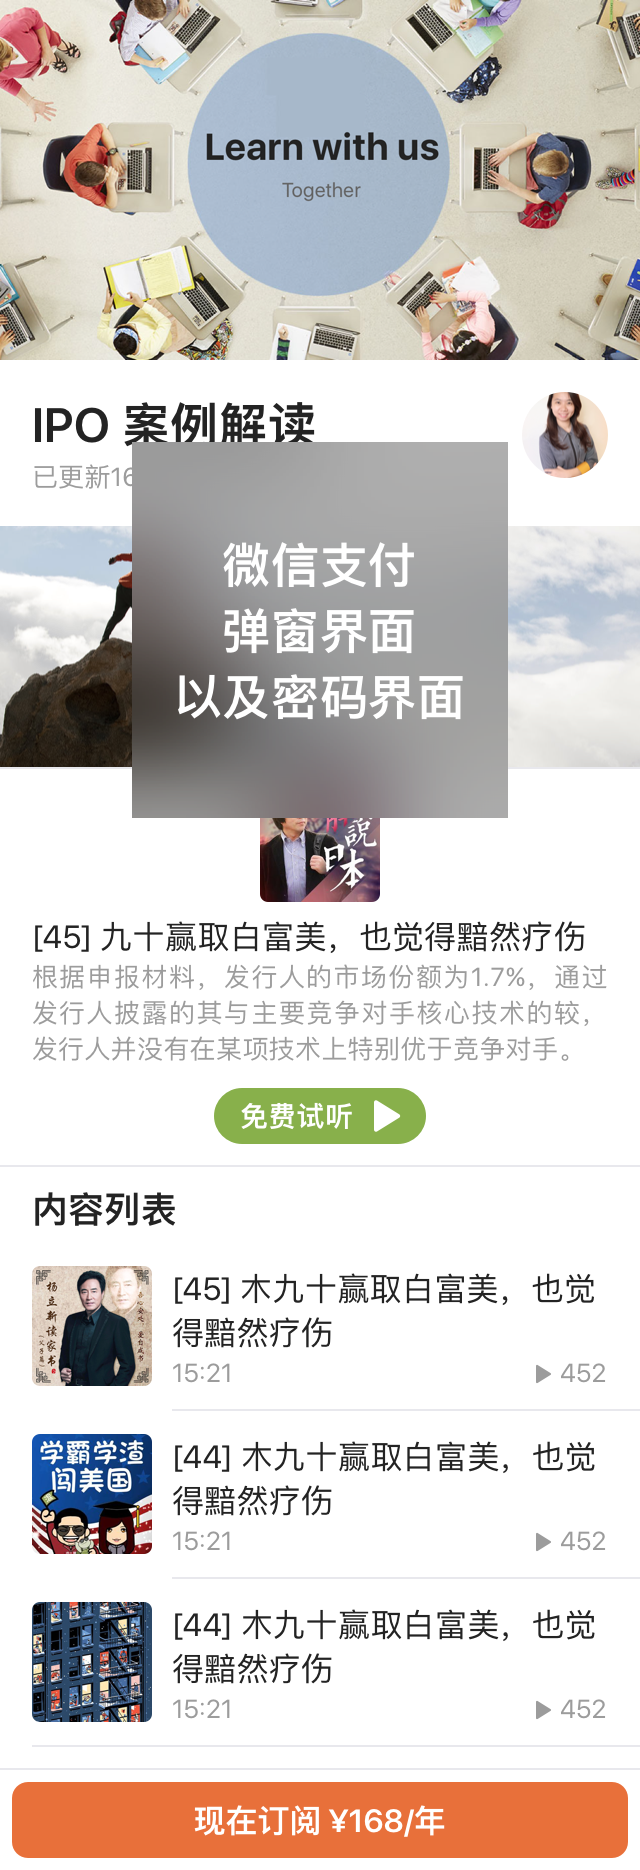 Learn with us
Together
IPO 案例解读
已更新16
微信支付
弹窗界面
以及密码界面
説
日本
[45] 九十赢取白富美，也觉得黯然疗伤
根据申报材料，发行人的市场份额为1.7%，通过
发行人披露的其与主要竞争对手核心技术的较，
发行人并没有在某项技术上特别优于竞争对手。
免费试听
内容列表
杨立新读家书
[45] 木九十赢取白富美，也觉
得黯然疗伤
15:21
452
学霸学渣
闯美国
[44] 木九十赢取白富美，也觉
得黯然疗伤
15:21
452
[44] 木九十赢取白富美，也觉
得黯然疗伤
15:21
452
现在订阅 ¥168/年